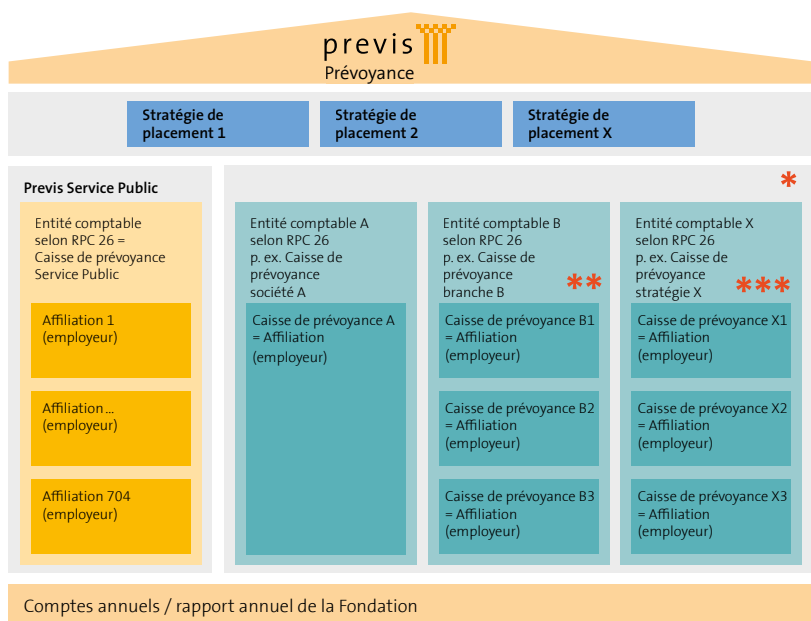 previs
Prévoyance
Stratégie de
placement 1
Stratégie de
placement 2
Stratégie de
placement X
Previs Service Public
*
Entité comptable
selon RPC 26 =
Caisse de prévoyance
Service Public
Affiliation 1
(employeur)
Affiliation ...
(employeur)
Affiliation 704
(employeur)
Entité comptable A
selon RPC 26
p. ex. Caisse de
prévoyance
société A
Caisse de prévoyance A
= Affiliation
(employeur)
Entité comptable B
selon RPC 26
p. ex. Caisse de
prévoyance
branche B **
Caisse de prévoyance B1
= Affiliation
(employeur)
Caisse de prévoyance B2
= Affiliation
(employeur)
Caisse de prévoyance B3
= Affiliation
(employeur)
Entité comptable X
selon RPC 26
p. ex. Caisse de
prévoyance
stratégie X ***
Caisse de prévoyance X1
= Affiliation
(employeur)
Caisse de prévoyance X2
= Affiliation
(employeur)
Caisse de prévoyance X3
= Affiliation
(employeur)
Comptes annuels / rapport annuel de la Fondation